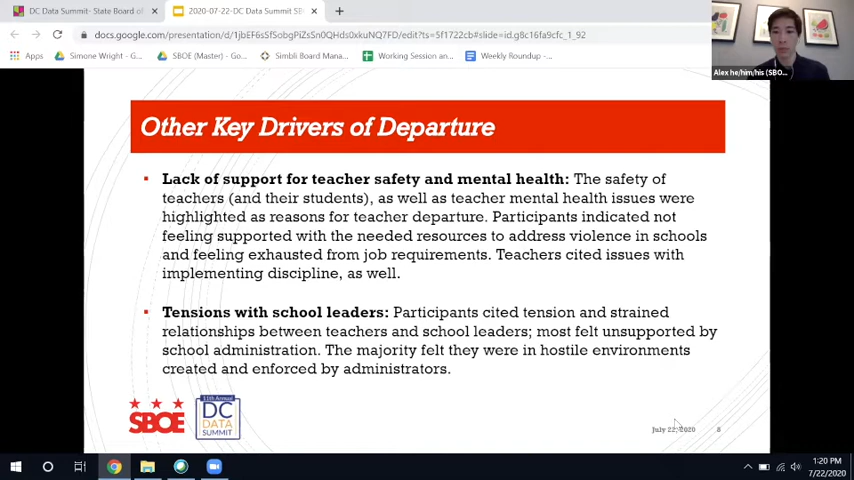 DC Data Summit- State Board of
2020-07-22-DC Data Summit SB
docs.google.com/presentation/d/1jbEF6sSf5obgPiZsSn0QHds0xkuNQ7FD/edit?ts=5f1722cb#slide=id.g8c16fa9cfc_1_92
Apps
Simone Wright - G...
SBOE (Master) - Go...
Simbli Board Mana...
Working Session an...
Weekly Roundup -...
Alex he/him/his (SBO...
Other Key Drivers of Departure
Lack of support for teacher safety and mental health: The safety of
teachers (and their students), as well as teacher mental health issues were
highlighted as reasons for teacher departure. Participants indicated not
feeling supported with the needed resources to address violence in schools
and feeling exhausted from job requirements. Teachers cited issues with
implementing discipline, as well.
Tensions with school leaders: Participants cited tension and strained
relationships between teachers and school leaders; most felt unsupported by
school administration. The majority felt they were in hostile environments
created and enforced by administrators.
SBOE
11th Annual
DC
DATA
SUMMIT
July 22, 2020
8
1:20 PM
7/22/2020